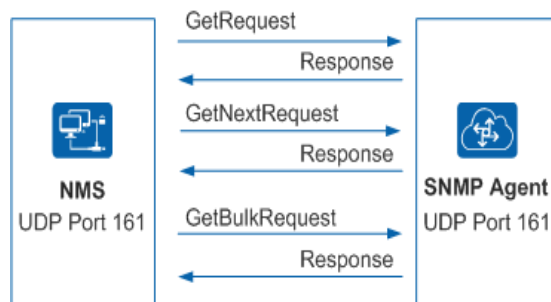 GetRequest
Response
GetNextRequest
Response
NMS
UDP Port 161
SNMP Agent
UDP Port 161
GetBulkRequest
Response